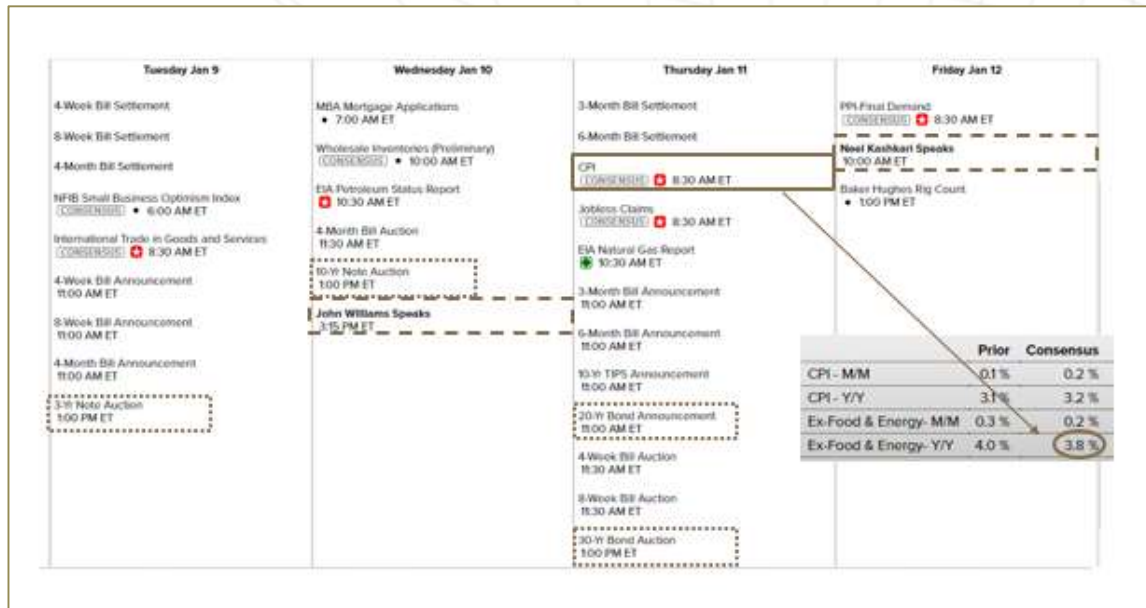 Tuesday Jan 9
4-Week Bill Settlement
8-Week Bill Settlement
4-Month Bill Settlement
NFIB Small Business Optimism Index
CONSENSUS • 6:00 AM ET
International Trade in Goods and Services
CONSENSUS 8:30 AM ET
4-Week Bill Announcement
11:00 AM ET
8-Week Bill Announcement
11:00 AM ET
4-Month Bill Announcement
11:00 AM ET
3-Yr Note Auction
1:00 PM ET
Wednesday Jan 10
MBA Mortgage Applications
• 7:00 AM ET
Wholesale Inventories (Preliminary)
CONSENSUS • 10:00 AM ET
EIA Petroleum Status Report
10:30 AM ET
4-Month Bill Auction
11:30 AM ET
10-Yr Note Auction
1:00 PM ET
John Williams Speaks
3:15 PM ET
Thursday Jan 11
3-Month Bill Settlement
6-Month Bill Settlement
CPI
CONSENSUS 8:30 AM ET
Jobless Claims
CONSENSUS 8:30 AM ET
EIA Natural Gas Report
10:30 AM ET
3-Month Bill Announcement
11:00 AM ET
6-Month Bill Announcement
11:00 AM ET
10-Yr TIPS Announcement
11:00 AM ET
20-Yr Bond Announcement
11:00 AM ET
4-Week Bill Auction
11:30 AM ET
8-Week Bill Auction
11:30 AM ET
30-Yr Bond Auction
1:00 PM ET
Friday Jan 12
PPI-Final Demand
CONSENSUS 8:30 AM ET
Neel Kashkari Speaks
10:00 AM ET
Baker Hughes Rig Count
• 1:00 PM ET
Prior Consensus
CPI - M/M 0.1 % 0.2 %
CPI - Y/Y 3.1 % 3.2 %
Ex-Food & Energy- M/M 0.3 % 0.2 %
Ex-Food & Energy- Y/Y 4.0 % 3.8 %